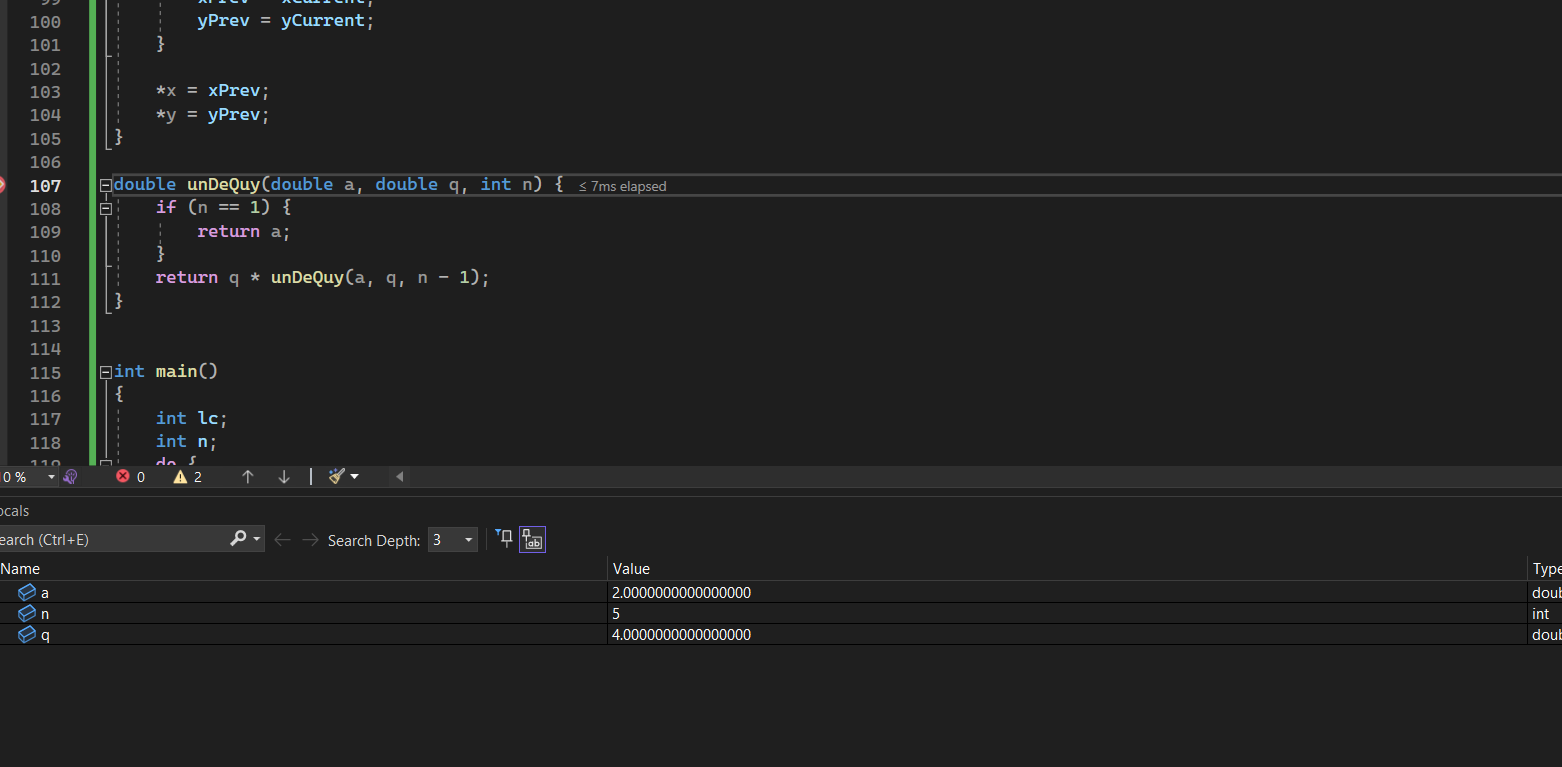 99 xPrev = xCurrent;
100 yPrev = yCurrent;
101 }
102
103 *x = xPrev;
104 *y = yPrev;
105 }
106
107 double unDeQuy(double a, double q, int n) { ≤ 7ms elapsed
108 if (n == 1) {
109 return a;
110 }
111 return q * unDeQuy(a, q, n - 1);
112 }
113
114
115 int main()
116 {
117 int lc;
118 int n;
119 do {
0 % 0 2
ocals
earch (Ctrl+E) Search Depth: 3
Name Value Type
a 2.0000000000000000 doub
n 5 int
q 4.0000000000000000 doub